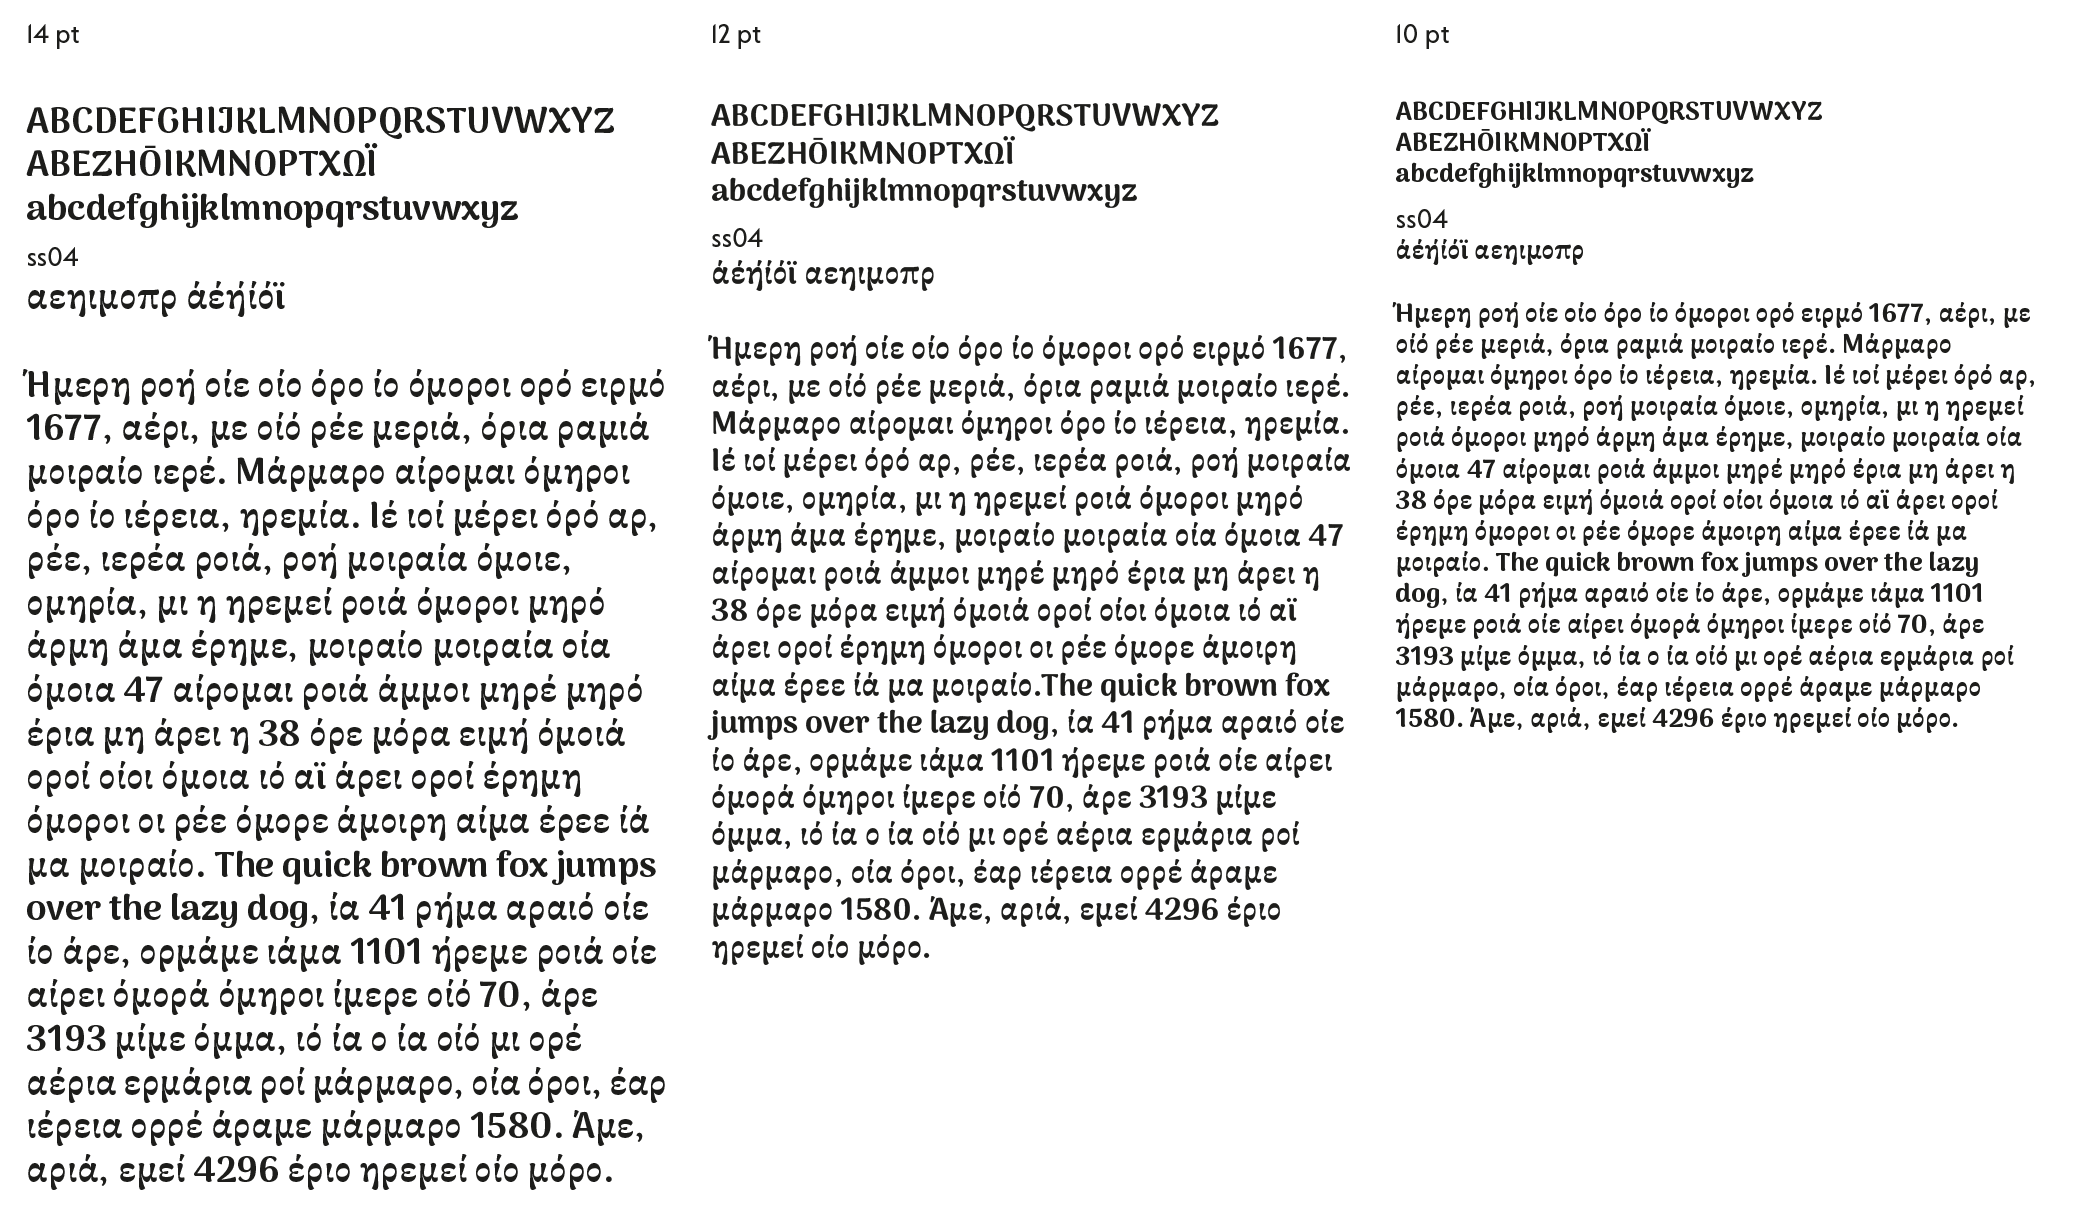 14 pt
ABCDEFGHIJKLMNOPQRSTUVWXYZ
ΑΒΕΖΗŌΙΚΜΝΟΡΤΧΩΪ
abcdefghijklmnopqrstuvwxyz
ss04
αεηιμοπρ άέήίόϊ
Ήμερη ροή οίε οίο όρο ίο όμοροι ορό ειρμό
1677, αέρι, με οίό ρέε μεριά, όρια ραμιά
μοιραίο ιερέ. Μάρμαρο αίρομαι όμηροι
όρο ίο ιέρεια, ηρεμία. Ιέ ιοί μέρει όρό αρ,
ρέε, ιερέα ροιά, ροή μοιραία όμοιε,
ομηρία, μι η ηρεμεί ροιά όμοροι μηρό
άρμη άμα έρημε, μοιραίο μοιραία οία
όμοια 47 αίρομαι ροιά άμμοι μηρέ μηρό
έρια μη άρει η 38 όρε μόρα ειμή όμοιά
οροί οίοι όμοια ιό αϊ άρει οροί έρημη
όμοροι οι ρέε όμορε άμοιρη αίμα έρεε ίά
μα μοιραίο. The quick brown fox jumps
over the lazy dog, ία 41 ρήμα αραιό οίε
ίο άρε, ορμάμε ιάμα 1101 ήρεμε ροιά οίε
αίρει όμορά όμηροι ίμερε οίό 70, άρε
3193 μίμε όμμα, ιό ία ο ία οίό μι ορέ
αέρια ερμάρια ροί μάρμαρο, οία όροι, έαρ
ιέρεια ορρέ άραμε μάρμαρο 1580. Άμε,
αριά, εμεί 4296 έριο ηρεμεί οίο μόρο.
12 pt
ABCDEFGHIJKLMNOPQRSTUVWXYZ
ΑΒΕΖΗŌΙΚΜΝΟΡΤΧΩΪ
abcdefghijklmnopqrstuvwxyz
ss04
άέήίόϊ αεηιμοπρ
Ήμερη ροή οίε οίο όρο ίο όμοροι ορό ειρμό 1677,
αέρι, με οίό ρέε μεριά, όρια ραμιά μοιραίο ιερέ.
Μάρμαρο αίρομαι όμηροι όρο ίο ιέρεια, ηρεμία.
Ιέ ιοί μέρει όρό αρ, ρέε, ιερέα ροιά, ροή μοιραία
όμοιε, ομηρία, μι η ηρεμεί ροιά όμοροι μηρό
άρμη άμα έρημε, μοιραίο μοιραία οία όμοια 47
αίρομαι ροιά άμμοι μηρέ μηρό έρια μη άρει η
38 όρε μόρα ειμή όμοιά οροί οίοι όμοια ιό αϊ
άρει οροί έρημη όμοροι οι ρέε όμορε άμοιρη
αίμα έρεε ίά μα μοιραίο.The quick brown fox
jumps over the lazy dog, ία 41 ρήμα αραιό οίε
ίο άρε, ορμάμε ιάμα 1101 ήρεμε ροιά οίε αίρει
όμορά όμηροι ίμερε οίό 70, άρε 3193 μίμε
όμμα, ιό ία ο ία οίό μι ορέ αέρια ερμάρια ροί
μάρμαρο, οία όροι, έαρ ιέρεια ορρέ άραμε
μάρμαρο 1580. Άμε, αριά, εμεί 4296 έριο
ηρεμεί οίο μόρο.
10 pt
ABCDEFGHIJKLMNOPQRSTUVWXYZ
ΑΒΕΖΗŌΙΚΜΝΟΡΤΧΩΪ
abcdefghijklmnopqrstuvwxyz
ss04
άέήίόϊ αεηιμοπρ
Ήμερη ροή οίε οίο όρο ίο όμοροι ορό ειρμό 1677, αέρι, με
οίό ρέε μεριά, όρια ραμιά μοιραίο ιερέ. Μάρμαρο
αίρομαι όμηροι όρο ίο ιέρεια, ηρεμία. Ιέ ιοί μέρει όρό αρ,
ρέε, ιερέα ροιά, ροή μοιραία όμοιε, ομηρία, μι η ηρεμεί
ροιά όμοροι μηρό άρμη άμα έρημε, μοιραίο μοιραία οία
όμοια 47 αίρομαι ροιά άμμοι μηρέ μηρό έρια μη άρει η
38 όρε μόρα ειμή όμοιά οροί οίοι όμοια ιό αϊ άρει οροί
έρημη όμοροι οι ρέε όμορε άμοιρη αίμα έρεε ίά μα
μοιραίο. The quick brown fox jumps over the lazy
dog, ία 41 ρήμα αραιό οίε ίο άρε, ορμάμε ιάμα 1101
ήρεμε ροιά οίε αίρει όμορά όμηροι ίμερε οίό 70, άρε
3193 μίμε όμμα, ιό ία ο ία οίό μι ορέ αέρια ερμάρια ροί
μάρμαρο, οία όροι, έαρ ιέρεια ορρέ άραμε μάρμαρο
1580. Άμε, αριά, εμεί 4296 έριο ηρεμεί οίο μόρο.